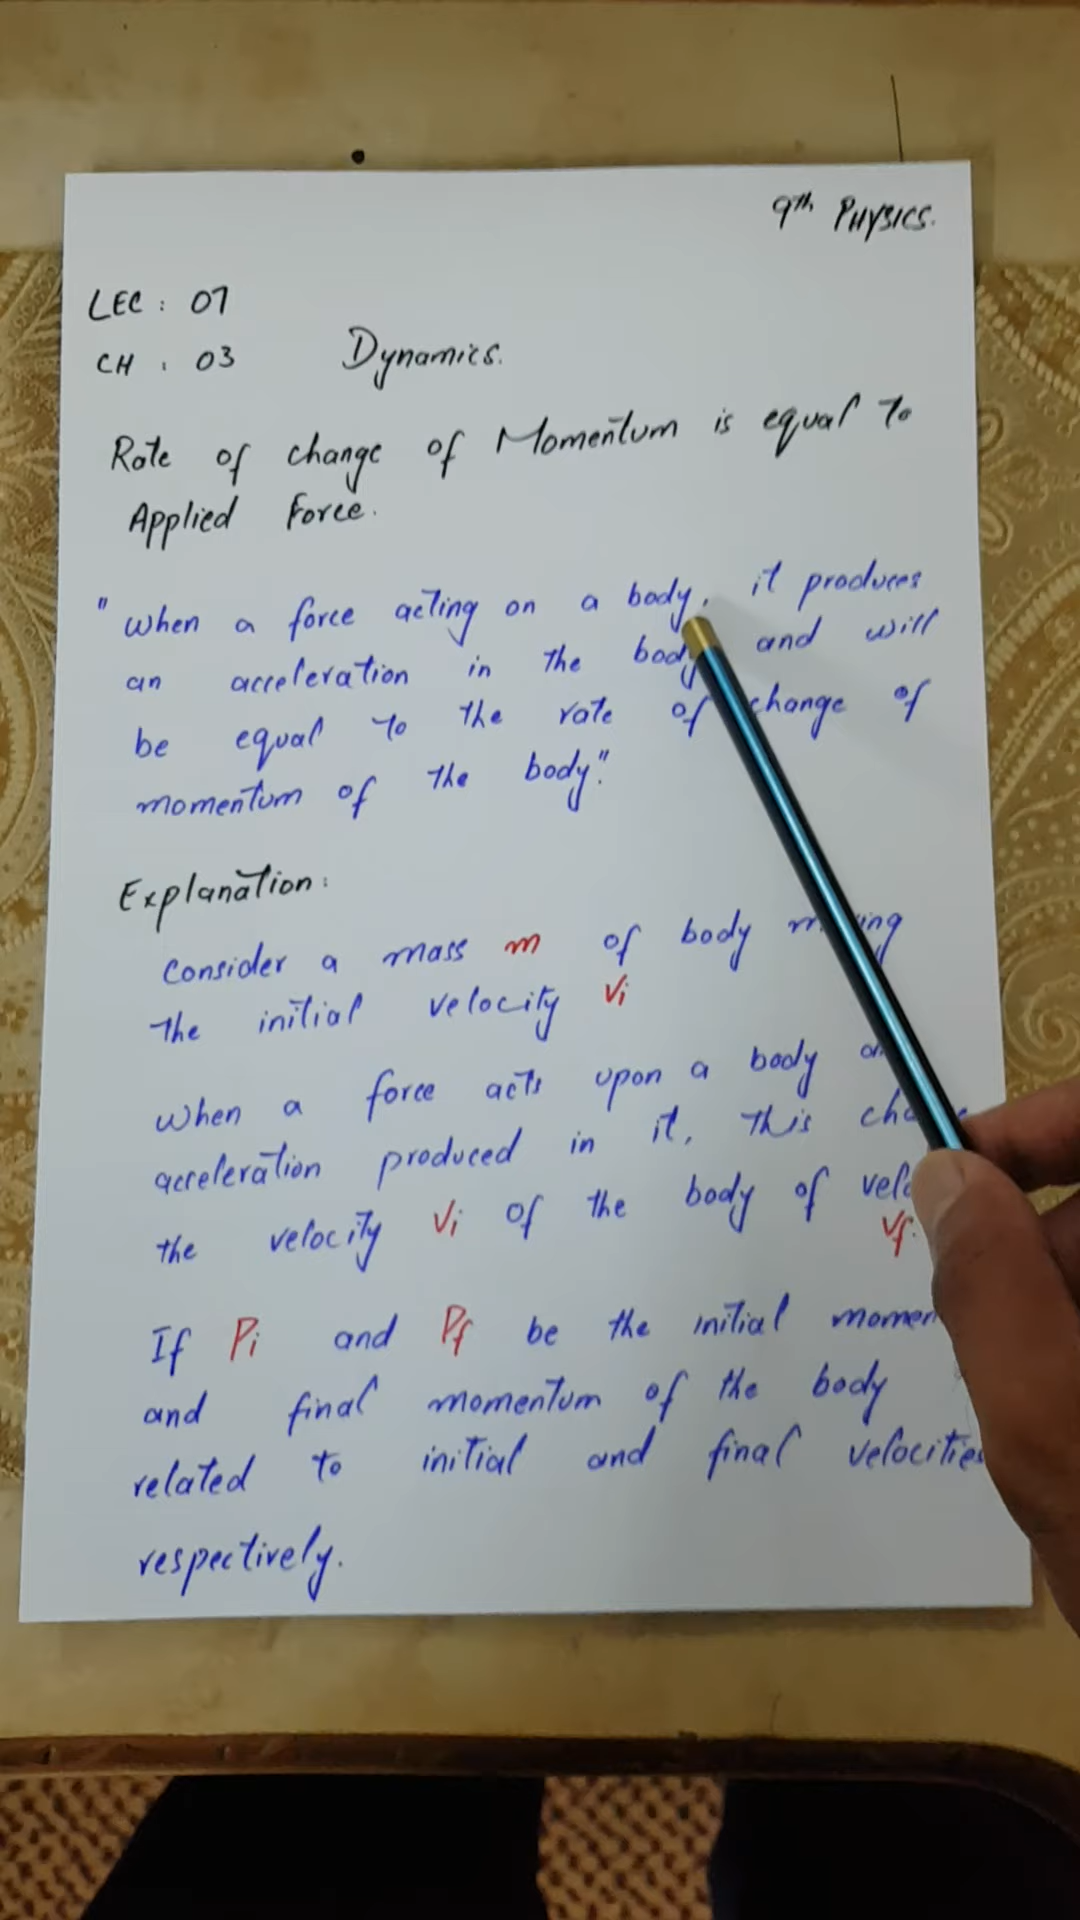 9th PHYSICS.
LEC : 07
CH : 03 Dynamics.
Rate of change of Momentum is equal to
Applied Force.
"when a force acting on a body, it produces
an acceleration in the body and will
be equal to the rate of change of
momentum of the body."
Explanation:
Consider a mass m of body
the initial velocity Vi
when a force acts upon a body
acceleration produced in it. This
the velocity Vi of the body of
Vf.
If Pi and Pf be the initial
and final momentum of the body
related to initial and final velocities
respectively.